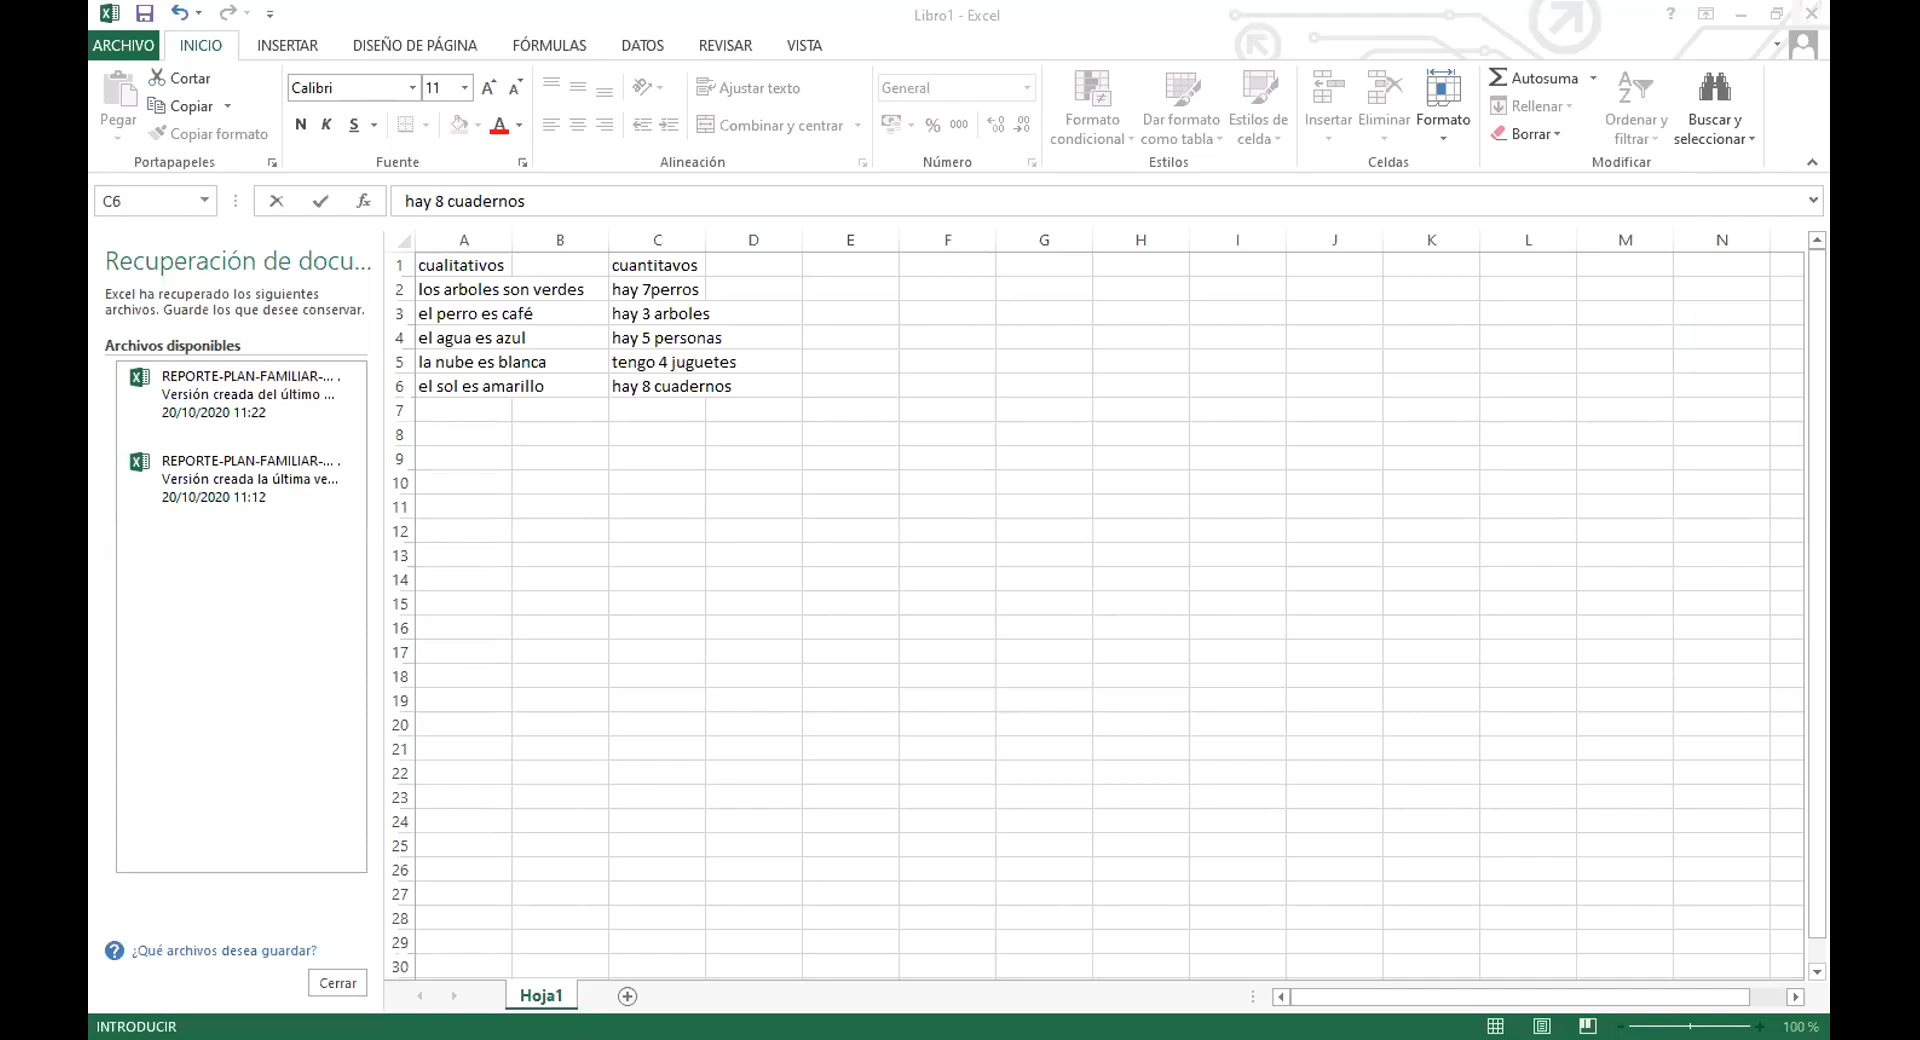 Libro1 - Excel
?
ARCHIVO INICIO INSERTAR DISEÑO DE PÁGINA FÓRMULAS DATOS REVISAR VISTA
Pegar
Cortar
Copiar
Copiar formato
Portapapeles
Calibri 11
N K S
Fuente
Ajustar texto
Combinar y centrar
Alineación
General
% 000
Número
Formato condicional
Dar formato como tabla
Estilos de celda
Estilos
Insertar Eliminar Formato
Celdas
Autosuma
Rellenar
Borrar
Ordenar y filtrar
Buscar y seleccionar
Modificar
C6 fx hay 8 cuadernos
Recuperación de docu...
Excel ha recuperado los siguientes
archivos. Guarde los que desee conservar.
Archivos disponibles
REPORTE-PLAN-FAMILIAR-... .
Versión creada del último ...
20/10/2020 11:22
REPORTE-PLAN-FAMILIAR-... .
Versión creada la última ve...
20/10/2020 11:12
¿Qué archivos desea guardar?
Cerrar
A B C D E F G H I J K L M N
1 cualitativos cuantitavos
2 los arboles son verdes hay 7perros
3 el perro es café hay 3 arboles
4 el agua es azul hay 5 personas
5 la nube es blanca tengo 4 juguetes
6 el sol es amarillo hay 8 cuadernos
7
8
9
10
11
12
13
14
15
16
17
18
19
20
21
22
23
24
25
26
27
28
29
30
Hoja1
INTRODUCIR 100 %